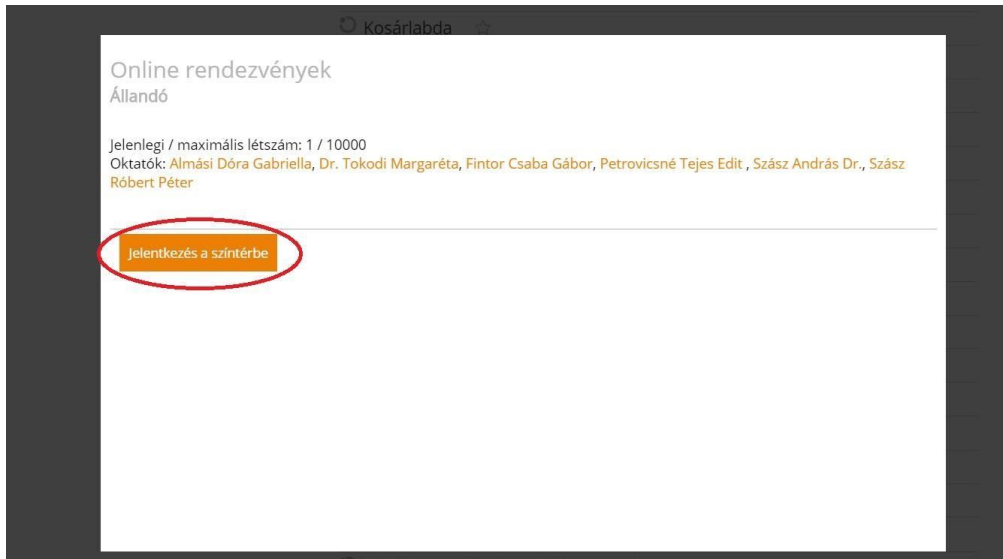 Kosárlabda
Online rendezvények
Állandó
Jelenlegi / maximális létszám: 1 / 10000
Oktatók: Almási Dóra Gabriella, Dr. Tokodi Margaréta, Fintor Csaba Gábor, Petrovicsné Tejes Edit , Szász András Dr., Szász
Róbert Péter
Jelentkezés a színtérbe